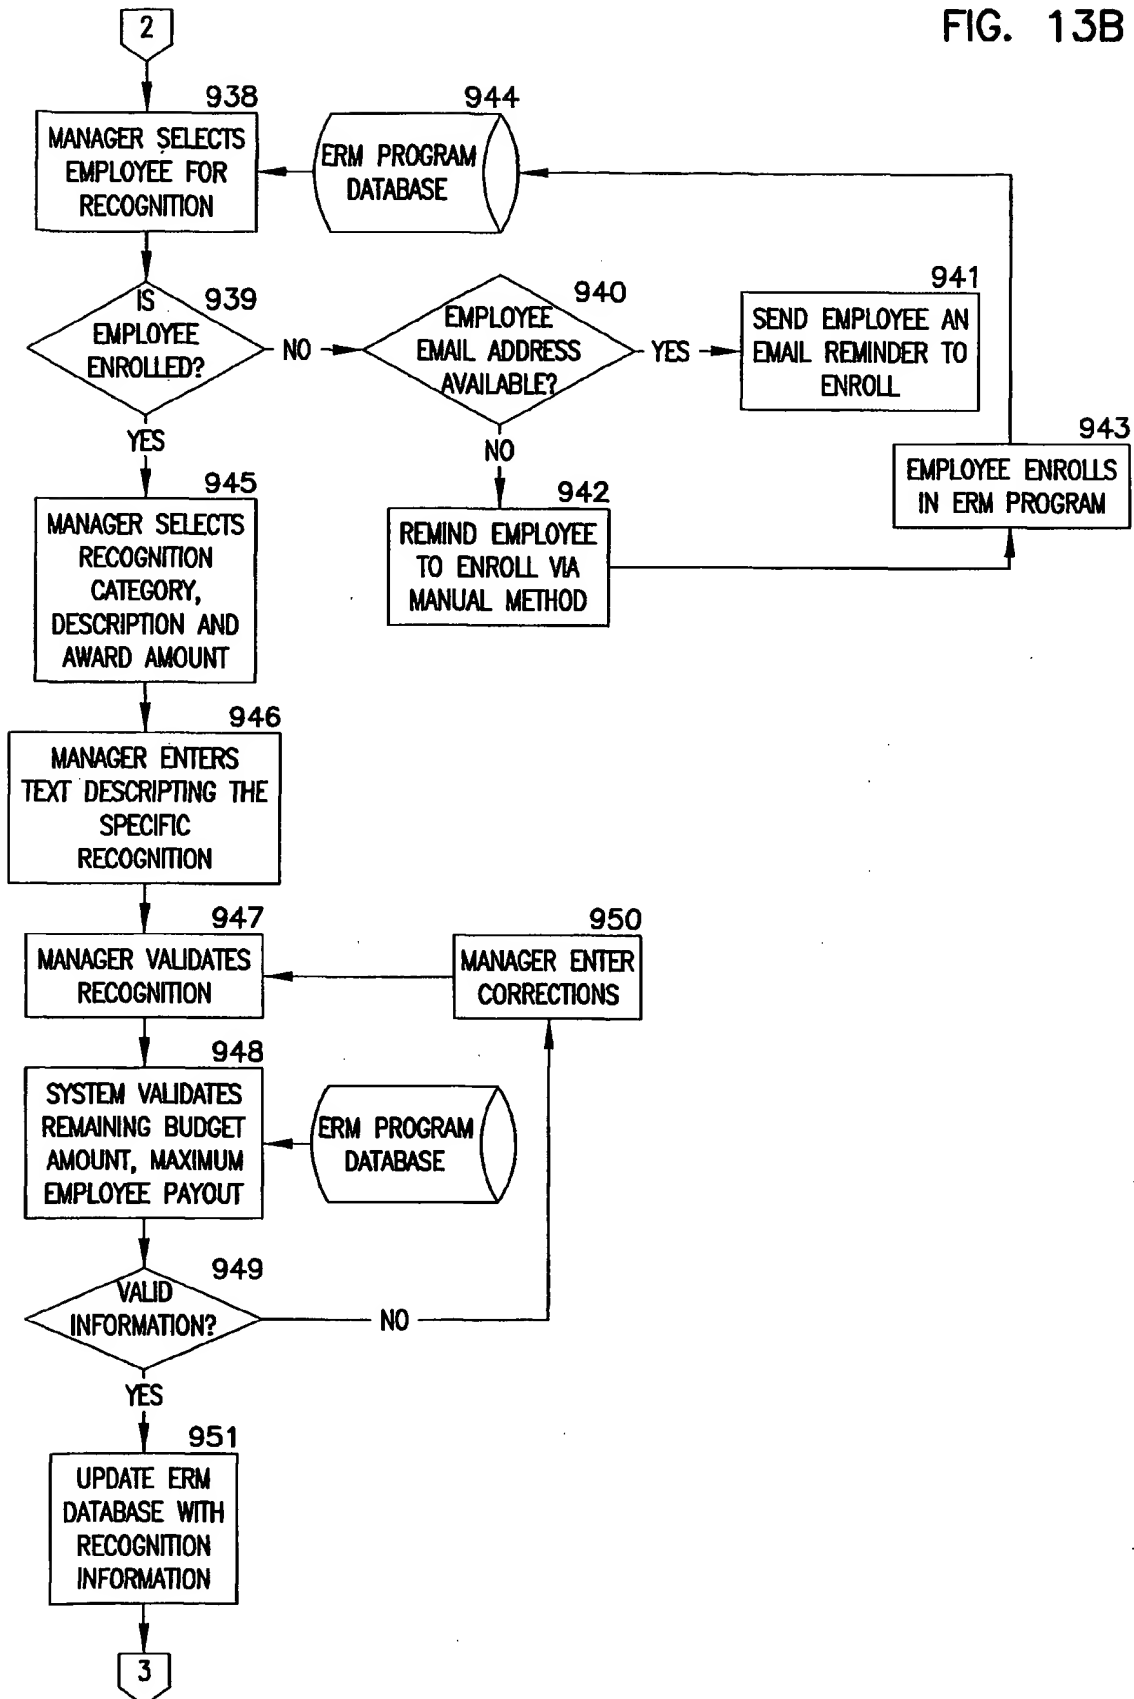 FIG. 13B
2
938
MANAGER SELECTS
EMPLOYEE FOR
RECOGNITION
944
ERM PROGRAM
DATABASE
IS
EMPLOYEE
ENROLLED?
939
NO
EMPLOYEE
EMAIL ADDRESS
AVAILABLE?
940
YES
941
SEND EMPLOYEE AN
EMAIL REMINDER TO
ENROLL
YES
NO
943
EMPLOYEE ENROLLS
IN ERM PROGRAM
945
MANAGER SELECTS
RECOGNITION
CATEGORY,
DESCRIPTION AND
AWARD AMOUNT
942
REMIND EMPLOYEE
TO ENROLL VIA
MANUAL METHOD
946
MANAGER ENTERS
TEXT DESCRIPTING THE
SPECIFIC
RECOGNITION
947
MANAGER VALIDATES
RECOGNITION
950
MANAGER ENTER
CORRECTIONS
948
SYSTEM VALIDATES
REMAINING BUDGET
AMOUNT, MAXIMUM
EMPLOYEE PAYOUT
ERM PROGRAM
DATABASE
949
VALID
INFORMATION?
NO
YES
951
UPDATE ERM
DATABASE WITH
RECOGNITION
INFORMATION
3